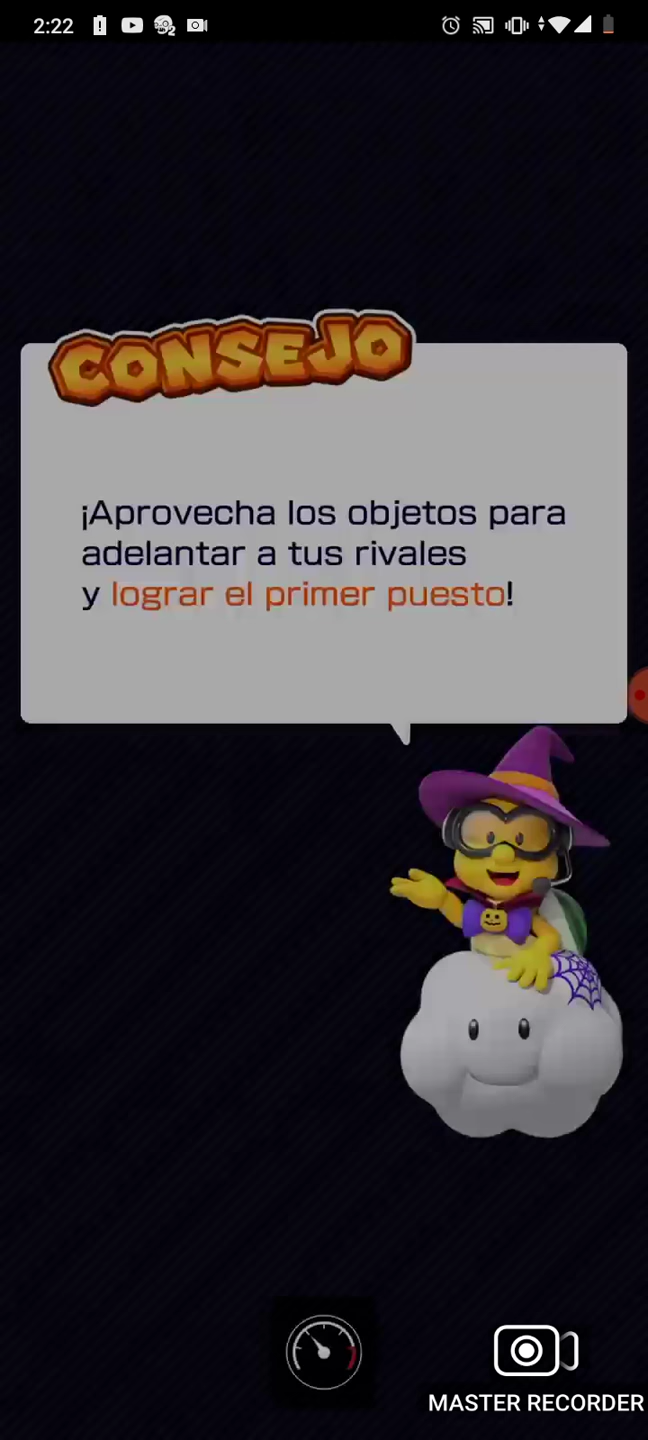 2:22
CONSEJO
¡Aprovecha los objetos para
adelantar a tus rivales
y lograr el primer puesto!
MASTER RECORDER